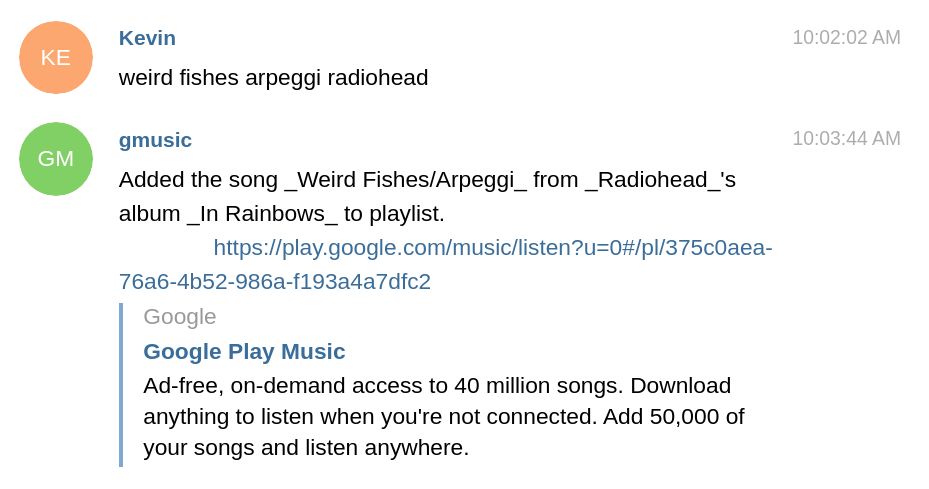 KE
Kevin
10:02:02 AM
weird fishes arpeggi radiohead
GM
gmusic
10:03:44 AM
Added the song _Weird Fishes/Arpeggi_ from _Radiohead_'s
album _In Rainbows_ to playlist.
https://play.google.com/music/listen?u=0#/pl/375c0aea-
76a6-4b52-986a-f193a4a7dfc2
Google
Google Play Music
Ad-free, on-demand access to 40 million songs. Download
anything to listen when you're not connected. Add 50,000 of
your songs and listen anywhere.